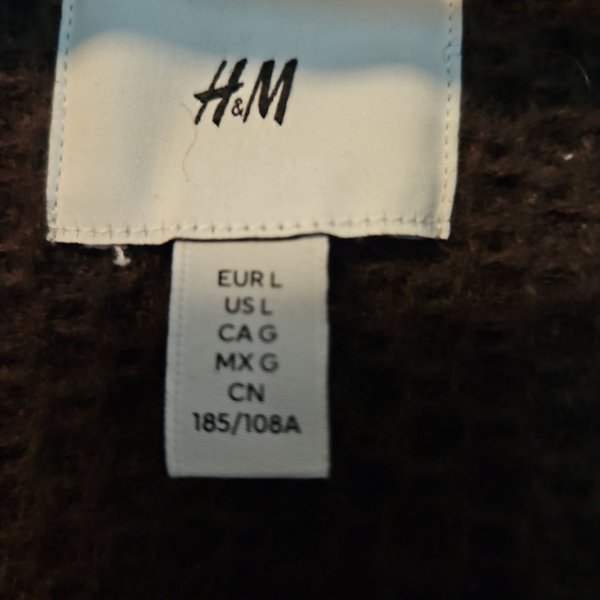 H&M
EUR L
US L
CA G
MX G
CN
185/108A